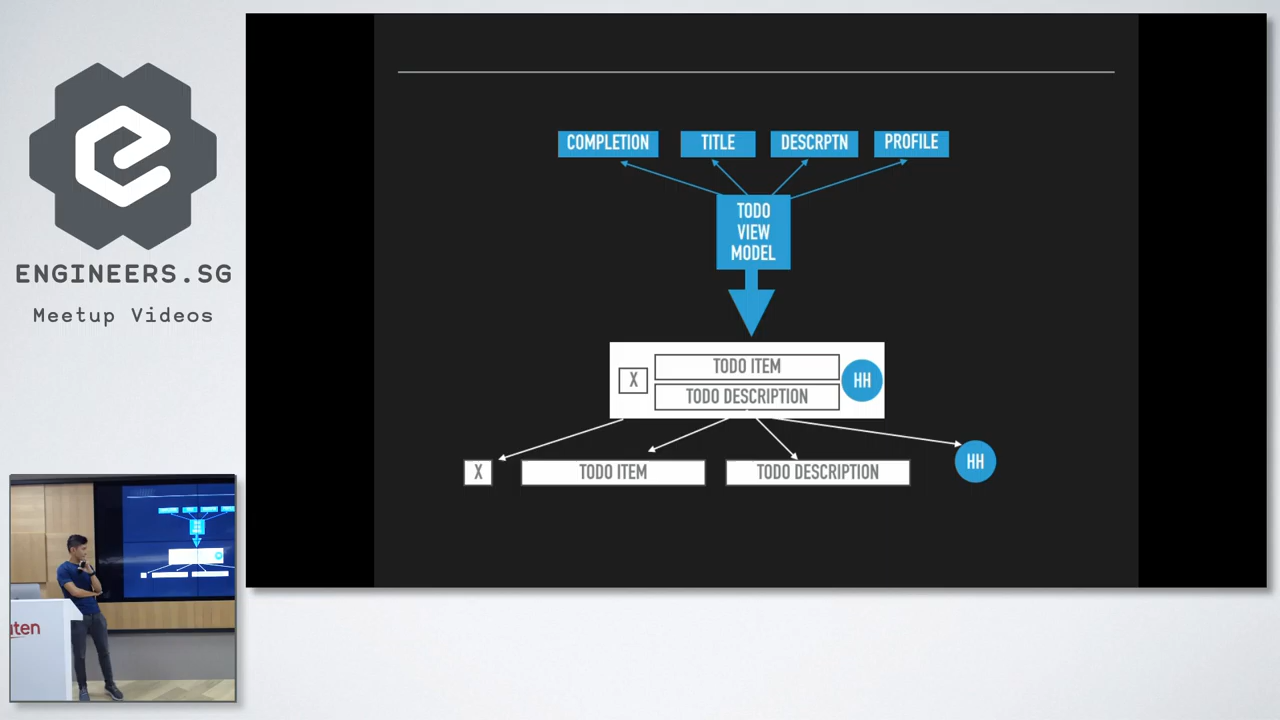 ENGINEERS.SG
Meetup Videos
COMPLETION
TITLE
DESCRPTN
PROFILE
TODO
VIEW
MODEL
X
TODO ITEM
TODO DESCRIPTION
HH
X
TODO ITEM
TODO DESCRIPTION
HH
uten